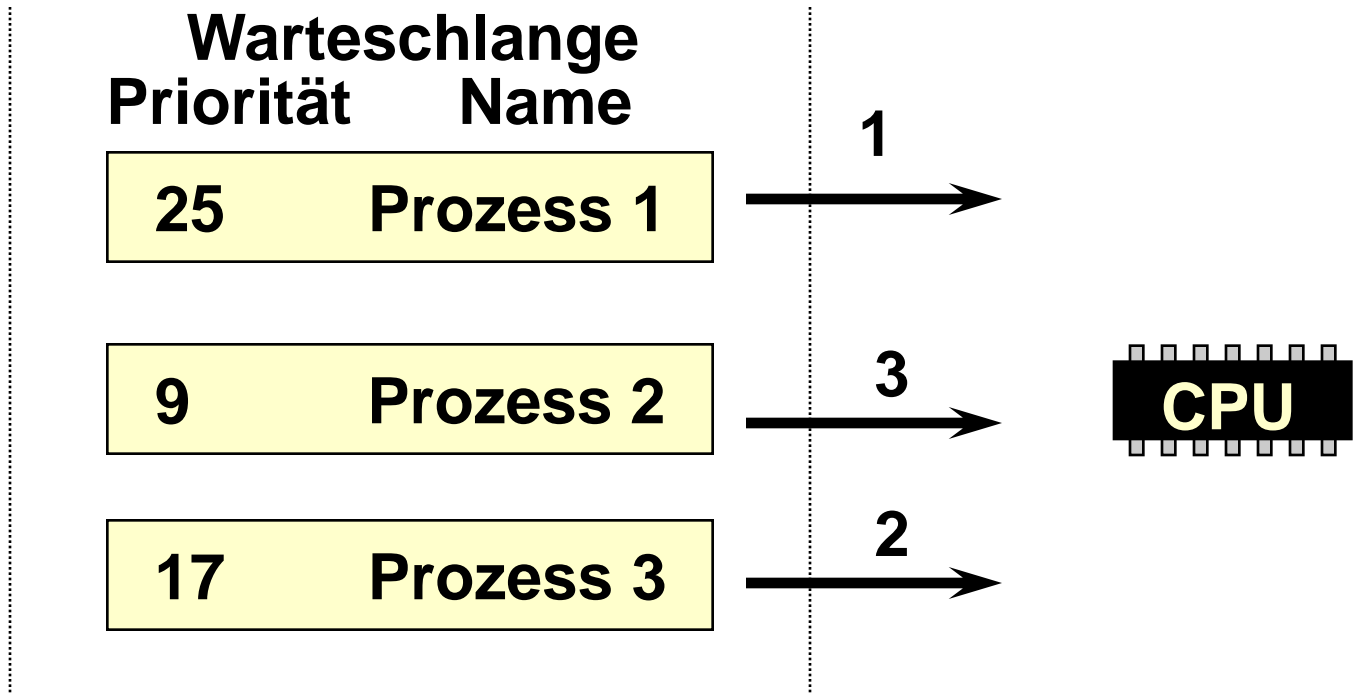 Warteschlange
Priorität Name
1
25 Prozess 1
3
9 Prozess 2
CPU
2
17 Prozess 3